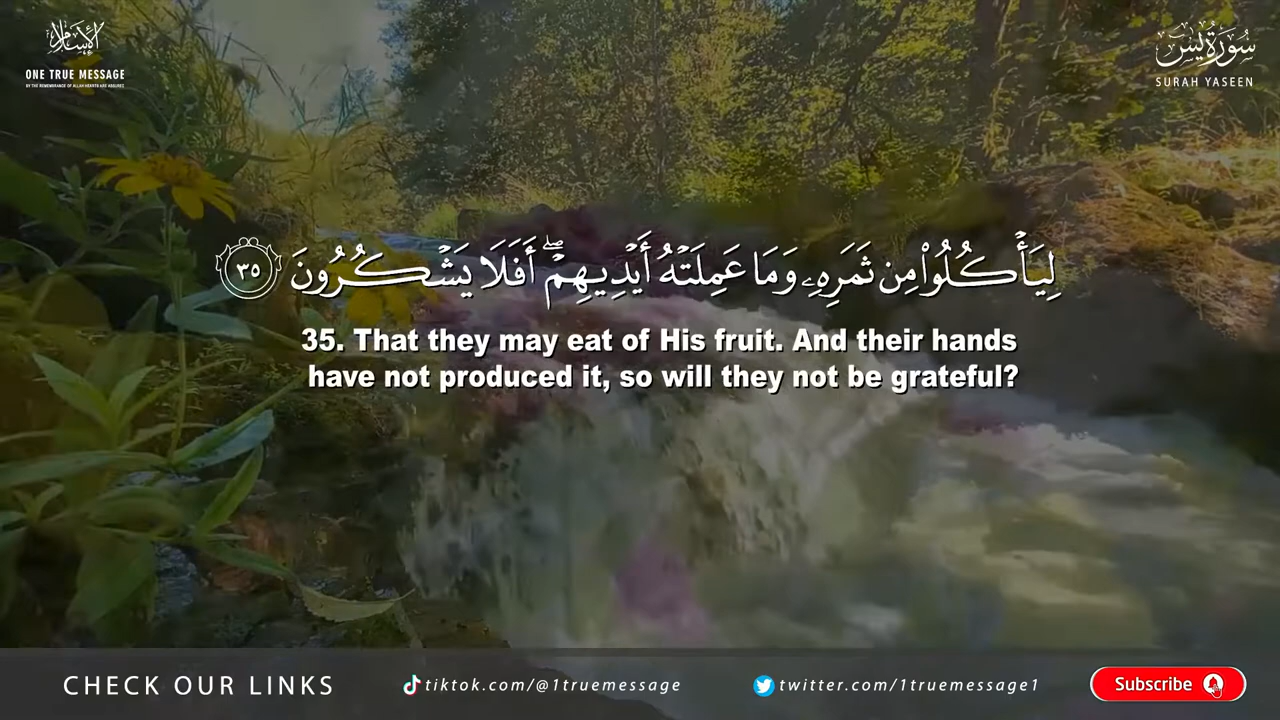 الإسلام
ONE TRUE MESSAGE
BY THE REMEMBRANCE OF ALLAH HEARTS ARE ASSURED
سُورَةُ يسٓ
SURAH YASEEN
لِيَأۡكُلُواْ مِن ثَمَرِهِۦ وَمَا عَمِلَتۡهُ أَيۡدِيهِمۡۖ أَفَلَا يَشۡكُرُونَ ٣٥
35. That they may eat of His fruit. And their hands
have not produced it, so will they not be grateful?
CHECK OUR LINKS
tiktok.com/@1truemessage
twitter.com/1truemessage1
Subscribe